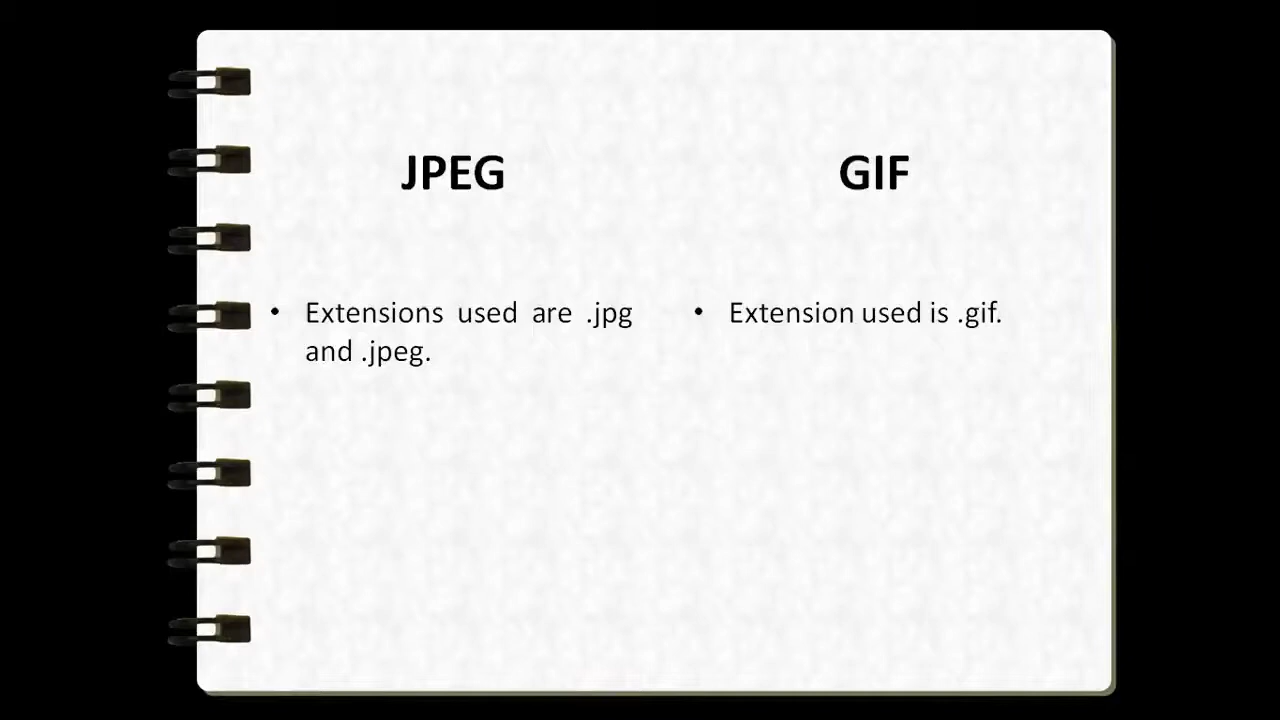 JPEG
GIF
• Extensions used are .jpg
and .jpeg.
• Extension used is .gif.